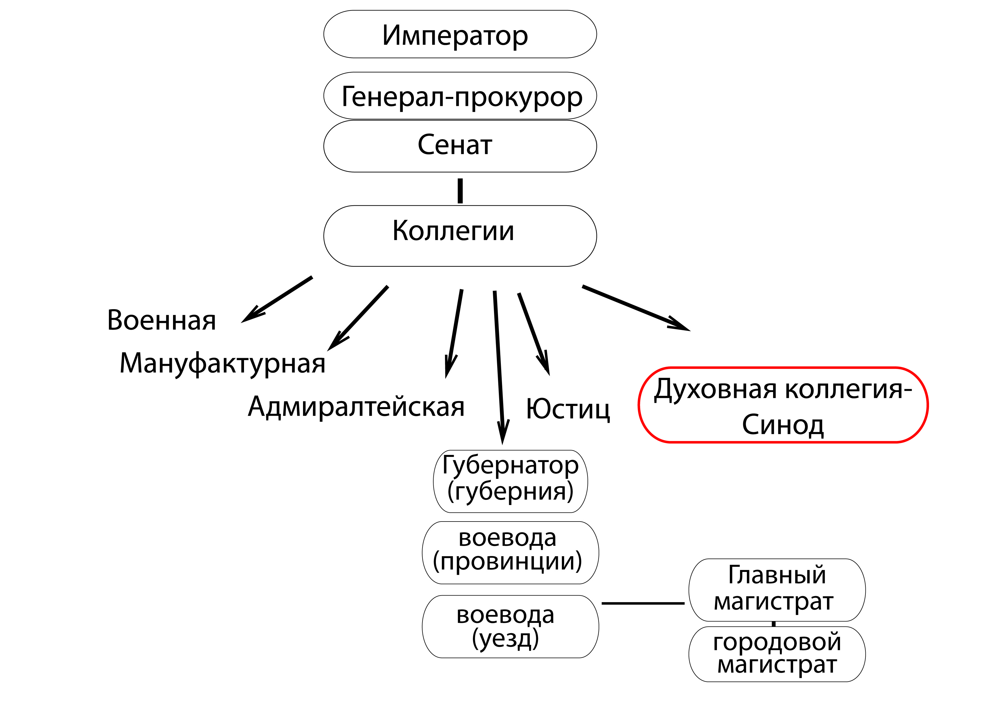 Император
Генерал-прокурор
Сенат
Коллегии
Военная
Мануфактурная
Адмиралтейская
Юстиц
Духовная коллегия-
Синод
Губернатор
(губерния)
воевода
(провинции)
воевода
(уезд)
Главный
магистрат
городовой
магистрат